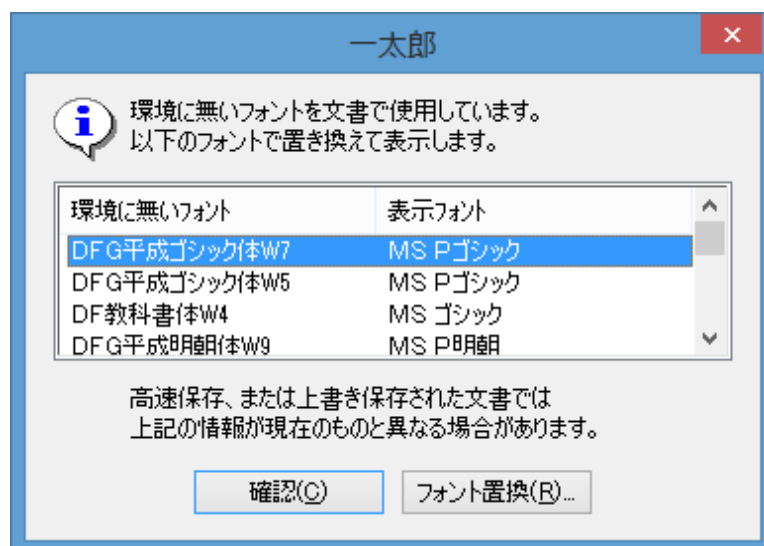 一太郎
環境に無いフォントを文書で使用しています。
以下のフォントで置き換えて表示します。
環境に無いフォント 表示フォント
DFG平成ゴシック体W7 MS Pゴシック
DFG平成ゴシック体W5 MS Pゴシック
DF教科書体W4 MS ゴシック
DFG平成明朝体W9 MS P明朝
高速保存、または上書き保存された文書では
上記の情報が現在のものと異なる場合があります。
確認(C) フォント置換(R)...